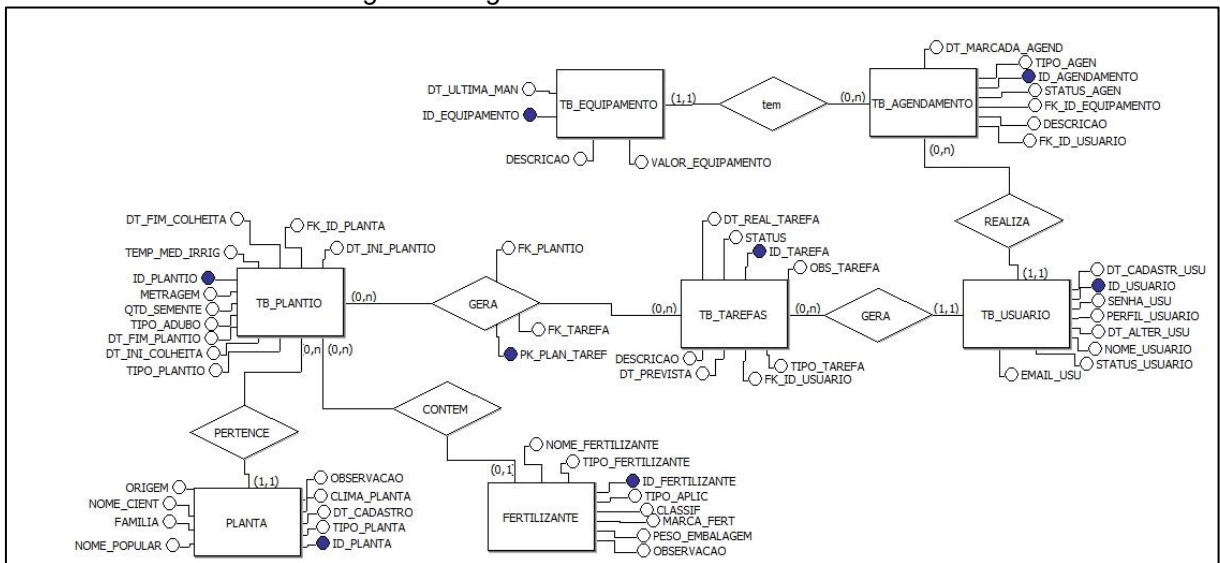 DT_MARCADA_AGEND
TIPO_AGEN
ID_AGENDAMENTO
STATUS_AGEN
FK_ID_EQUIPAMENTO
DESCRICAO
FK_ID_USUARIO
TB_AGENDAMENTO
(0,n)
(0,n)
tem
(1,1)
TB_EQUIPAMENTO
DT_ULTIMA_MAN
ID_EQUIPAMENTO
DESCRICAO
VALOR_EQUIPAMENTO
REALIZA
(1,1)
DT_FIM_COLHEITA
FK_ID_PLANTA
TEMP_MED_IRRIG
DT_INI_PLANTIO
ID_PLANTIO
METRAGEM
QTD_SEMENTE
TIPO_ADUBO
DT_FIM_PLANTIO
DT_INI_COLHEITA
TIPO_PLANTIO
TB_PLANTIO
(0,n)
0,n)
(0,n)
FK_PLANTIO
GERA
FK_TAREFA
PK_PLAN_TAREF
(0,n)
DT_REAL_TAREFA
STATUS
ID_TAREFA
OBS_TAREFA
TB_TAREFAS
(0,n)
DESCRICAO
DT_PREVISTA
TIPO_TAREFA
FK_ID_USUARIO
GERA
(1,1)
TB_USUARIO
DT_CADASTR_USU
ID_USUARIO
SENHA_USU
PERFIL_USUARIO
DT_ALTER_USU
NOME_USUARIO
STATUS_USUARIO
EMAIL_USU
PERTENCE
(1,1)
CONTEM
(0,1)
ORIGEM
NOME_CIENT
FAMILIA
NOME_POPULAR
PLANTA
OBSERVACAO
CLIMA_PLANTA
DT_CADASTRO
TIPO_PLANTA
ID_PLANTA
NOME_FERTILIZANTE
TIPO_FERTILIZANTE
ID_FERTILIZANTE
TIPO_APLIC
CLASSIF
MARCA_FERT
PESO_EMBALAGEM
OBSERVACAO
FERTILIZANTE